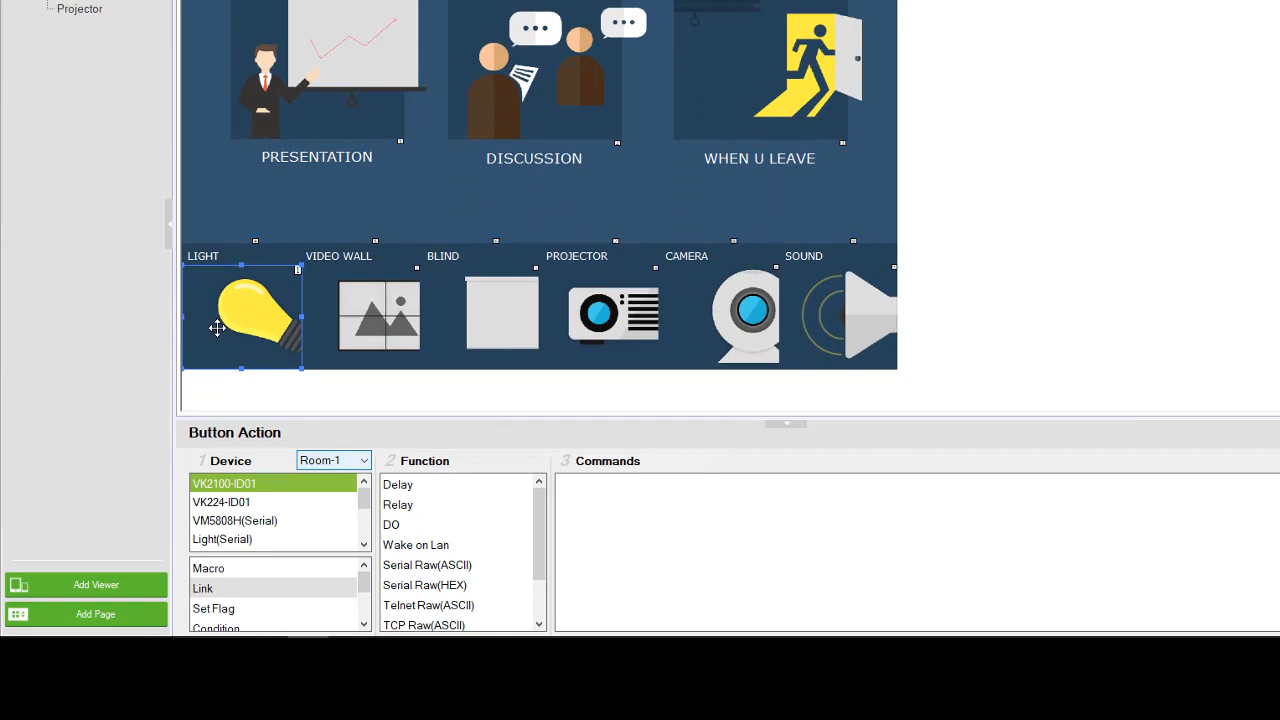 Projector
PRESENTATION
DISCUSSION
WHEN U LEAVE
LIGHT
VIDEO WALL
BLIND
PROJECTOR
CAMERA
SOUND
Button Action
1 Device
Room-1
2 Function
3 Commands
VK2100-ID01
VK224-ID01
VM5808H(Serial)
Light(Serial)
Macro
Link
Set Flag
Condition
Delay
Relay
DO
Wake on Lan
Serial Raw(ASCII)
Serial Raw(HEX)
Telnet Raw(ASCII)
TCP Raw(ASCII)
Add Viewer
Add Page